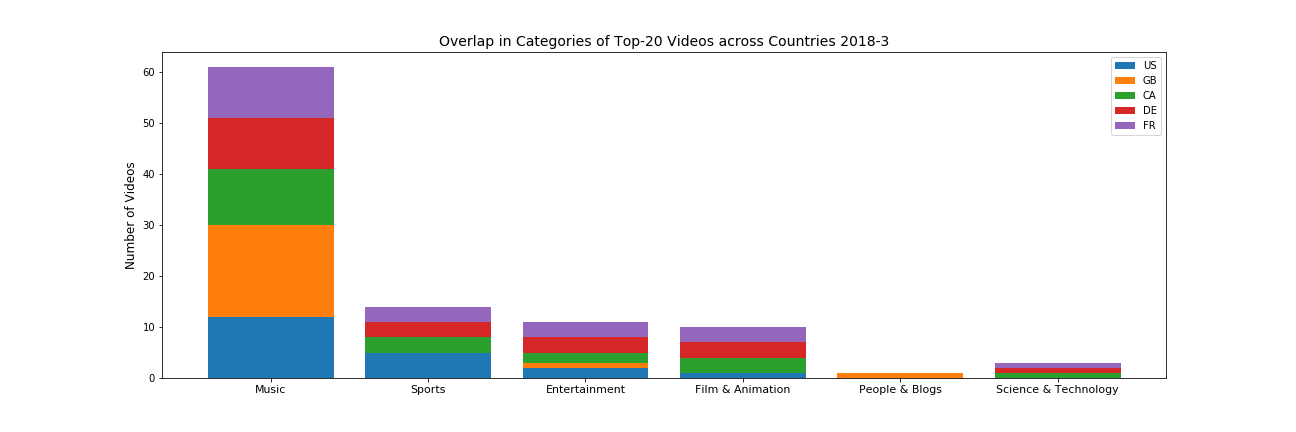 Overlap in Categories of Top-20 Videos across Countries 2018-3
US
GB
CA
DE
FR
Number of Videos
60
50
40
30
20
10
0
Music
Sports
Entertainment
Film & Animation
People & Blogs
Science & Technology